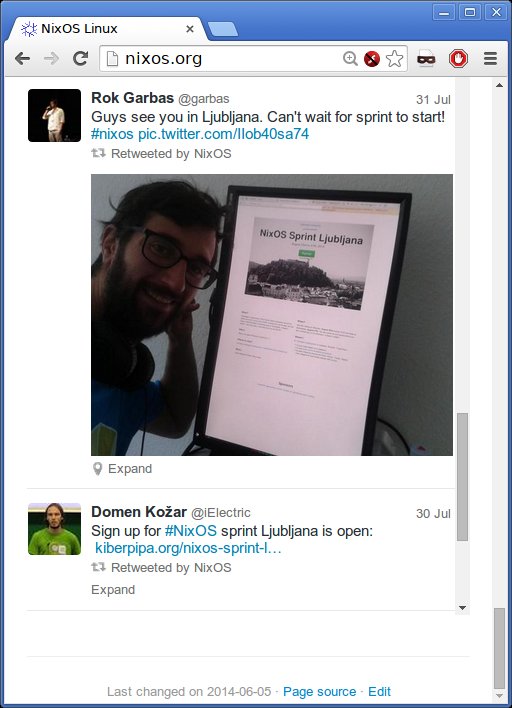 NixOS Linux
nixos.org
Rok Garbas @garbas 31 Jul
Guys see you in Ljubljana. Can't wait for sprint to start!
#nixos pic.twitter.com/IIob40sa74
Retweeted by NixOS
NixOS Sprint Ljubljana
Sponsors
Expand
Domen Kožar @iElectric 30 Jul
Sign up for #NixOS sprint Ljubljana is open:
kiberpipa.org/nixos-sprint-l…
Retweeted by NixOS
Expand
Last changed on 2014-06-05 · Page source · Edit